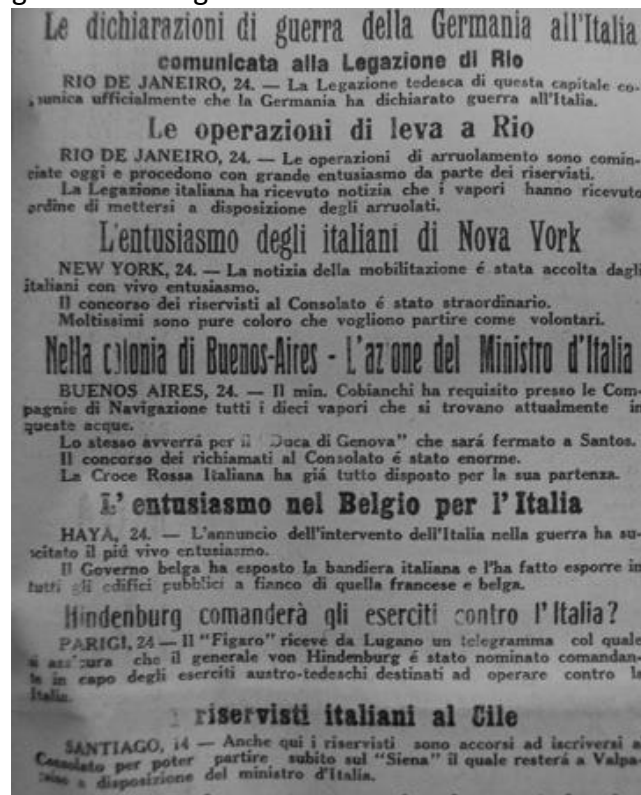 Le dichiarazioni di guerra della Germania all'Italia
comunicata alla Legazione di Rio
RIO DE JANEIRO, 24. — La Legazione tedesca di questa capitale co-
munica ufficialmente che la Germania ha dichiarato guerra all'Italia.
Le operazioni di leva a Rio
RIO DE JANEIRO, 24. — Le operazioni di arruolamento sono comin-
ciate oggi e procedono con grande entusiasmo da parte dei riservisti.
La Legazione italiana ha ricevuto notizia che i vapori hanno ricevuto
ordine di mettersi a disposizione degli arruolati.
L'entusiasmo degli italiani di Nova York
NEW YORK, 24. — La notizia della mobilitazione é stata accolta dagli
italiani con vivo entusiasmo.
Il concorso dei riservisti al Consolato é stato straordinario.
Moltissimi sono pure coloro che vogliono partire come volontari.
Nella colonia di Buenos-Aires - L'azione del Ministro d'Italia
BUENOS AIRES, 24. — Il min. Cobianchi ha requisito presso le Com-
pagnie di Navigazione tutti i dieci vapori che si trovano attualmente in
queste acque.
Lo stesso avverrá per il "Duca di Genova" che sará fermato a Santos.
Il concorso dei richiamati al Consolato é stato enorme.
La Croce Rossa Italiana ha giá tutto disposto per la sua partenza.
L'entusiasmo nel Belgio per l'Italia
HAYA, 24. — L'annuncio dell'intervento dell'Italia nella guerra ha su-
scitato il piú vivo entusiasmo.
Il Governo belga ha esposto la bandiera italiana e l'ha fatto esporre in
tutti gli edifici pubblici a fianco di quella francese e belga.
Hindenburg comanderà gli eserciti contro l'Italia?
PARIGI, 24 — Il "Figaro" riceve da Lugano un telegramma col quale
si assicura che il generale von Hindenburg é stato nominato comandan-
te in capo degli eserciti austro-tedeschi destinati ad operare contro la
Italia.
I riservisti italiani al Cile
SANTIAGO, 14 — Anche qui i riservisti sono accorsi ad iscriversi a
Consolato per poter partire subito sul "Siena" il quale resterá a Valpa-
raiso a disposizione del ministro d'Italia.